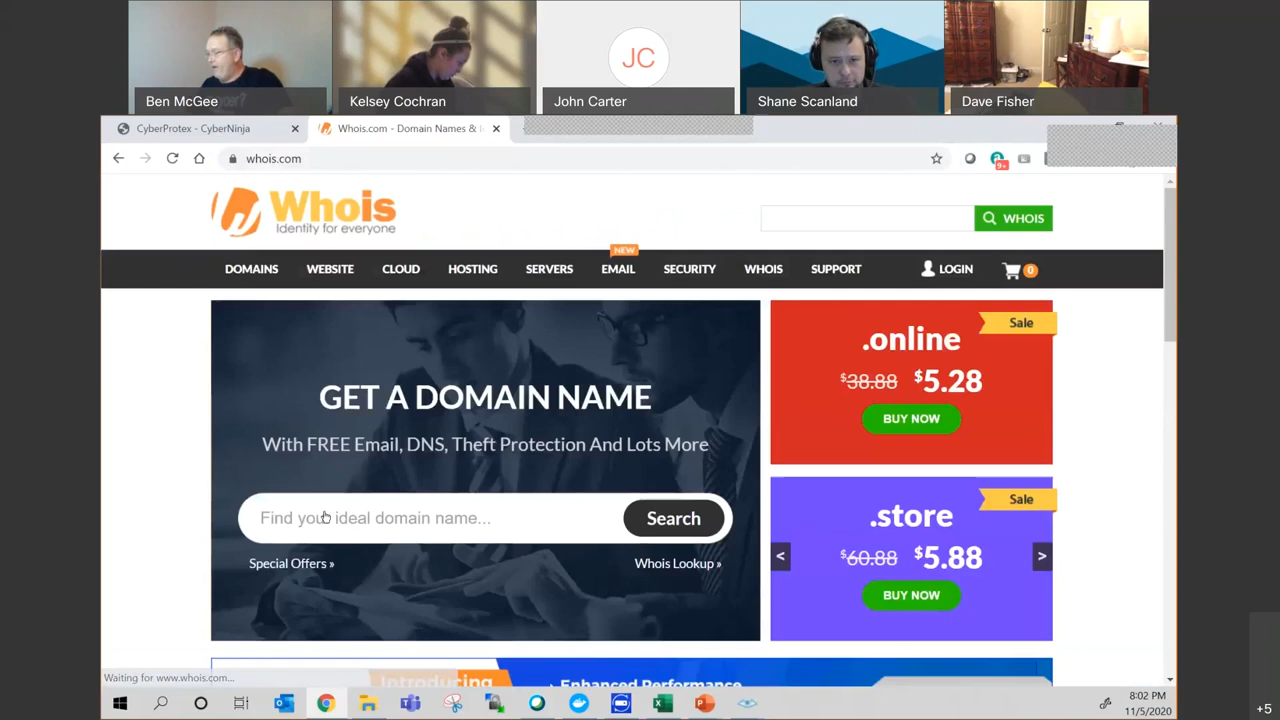 JC
Ben McGee
Kelsey Cochran
John Carter
Shane Scanland
Dave Fisher
CyberProtex - CyberNinja
Whois.com - Domain Names &
whois.com
9+
Whois
Identity for everyone
WHOIS
NEW
DOMAINS WEBSITE CLOUD HOSTING SERVERS EMAIL SECURITY WHOIS SUPPORT LOGIN 0
GET A DOMAIN NAME
With FREE Email, DNS, Theft Protection And Lots More
Find your ideal domain name...
Search
Special Offers »
Whois Lookup »
Sale
.online
$38.88 $5.28
BUY NOW
Sale
.store
$60.88 $5.88
< >
BUY NOW
Introducing
Enhanced Performance
Waiting for www.whois.com...
8:02 PM
11/5/2020
+5